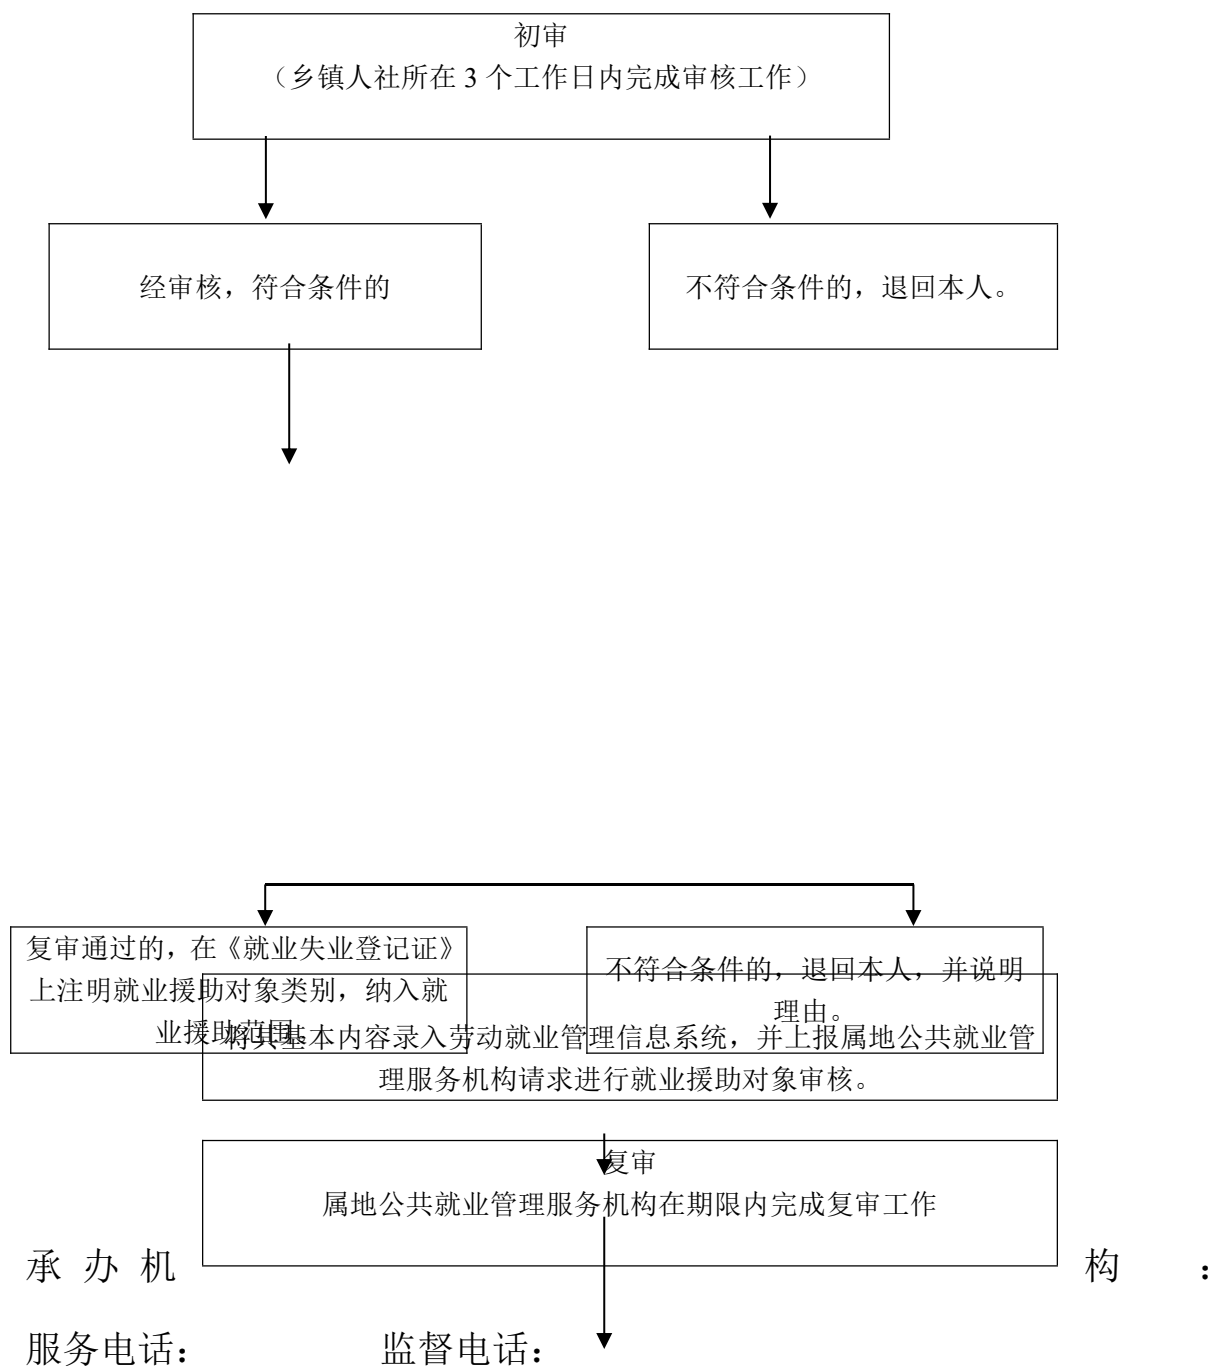 初审
（乡镇人社所在 3 个工作日内完成审核工作）
经审核，符合条件的
不符合条件的，退回本人。
复审通过的，在《就业失业登记证》
上注明就业援助对象类别，纳入就
业援助范围。
不符合条件的，退回本人，并说明
理由。
将其基本内容录入劳动就业管理信息系统，并上报属地公共就业管
理服务机构请求进行就业援助对象审核。
复审
属地公共就业管理服务机构在期限内完成复审工作
承 办 机 构 ：
服务电话： 监督电话：